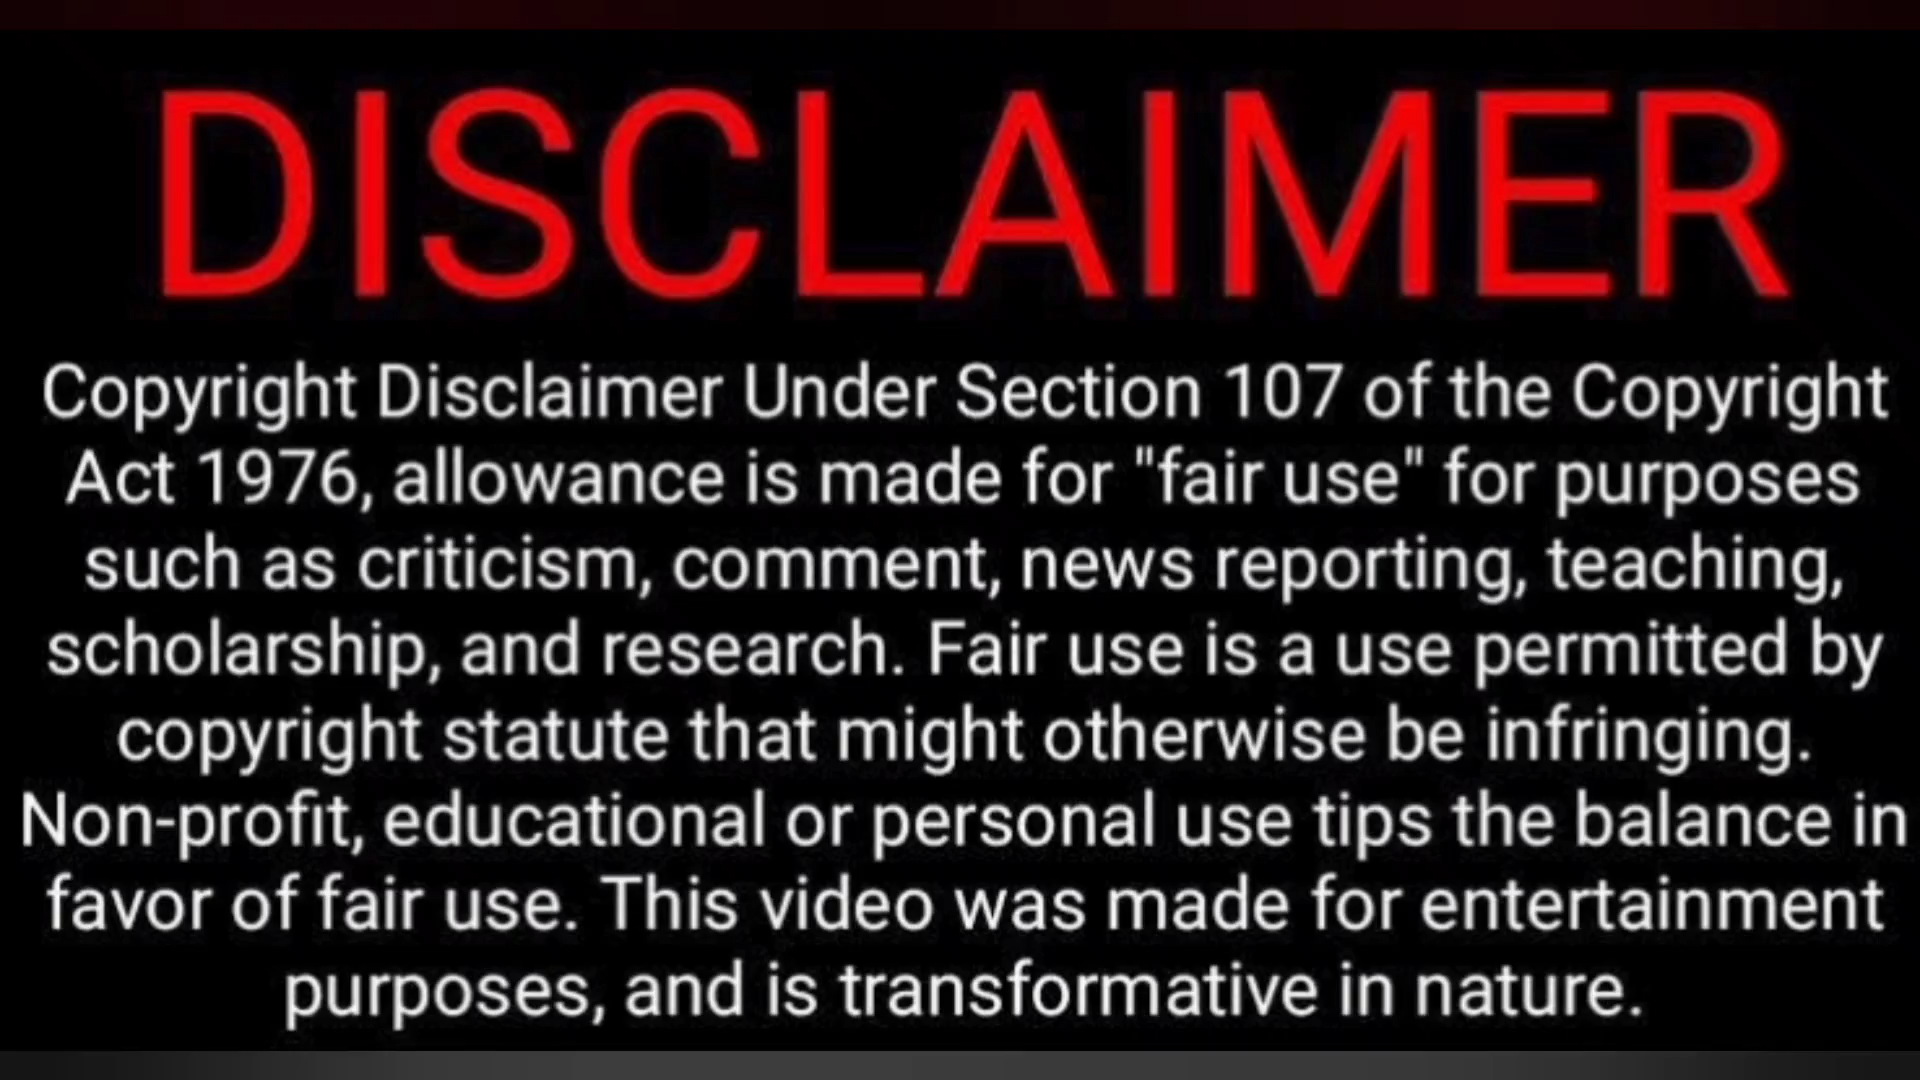 DISCLAIMER
Copyright Disclaimer Under Section 107 of the Copyright
Act 1976, allowance is made for "fair use" for purposes
such as criticism, comment, news reporting, teaching,
scholarship, and research. Fair use is a use permitted by
copyright statute that might otherwise be infringing.
Non-profit, educational or personal use tips the balance in
favor of fair use. This video was made for entertainment
purposes, and is transformative in nature.